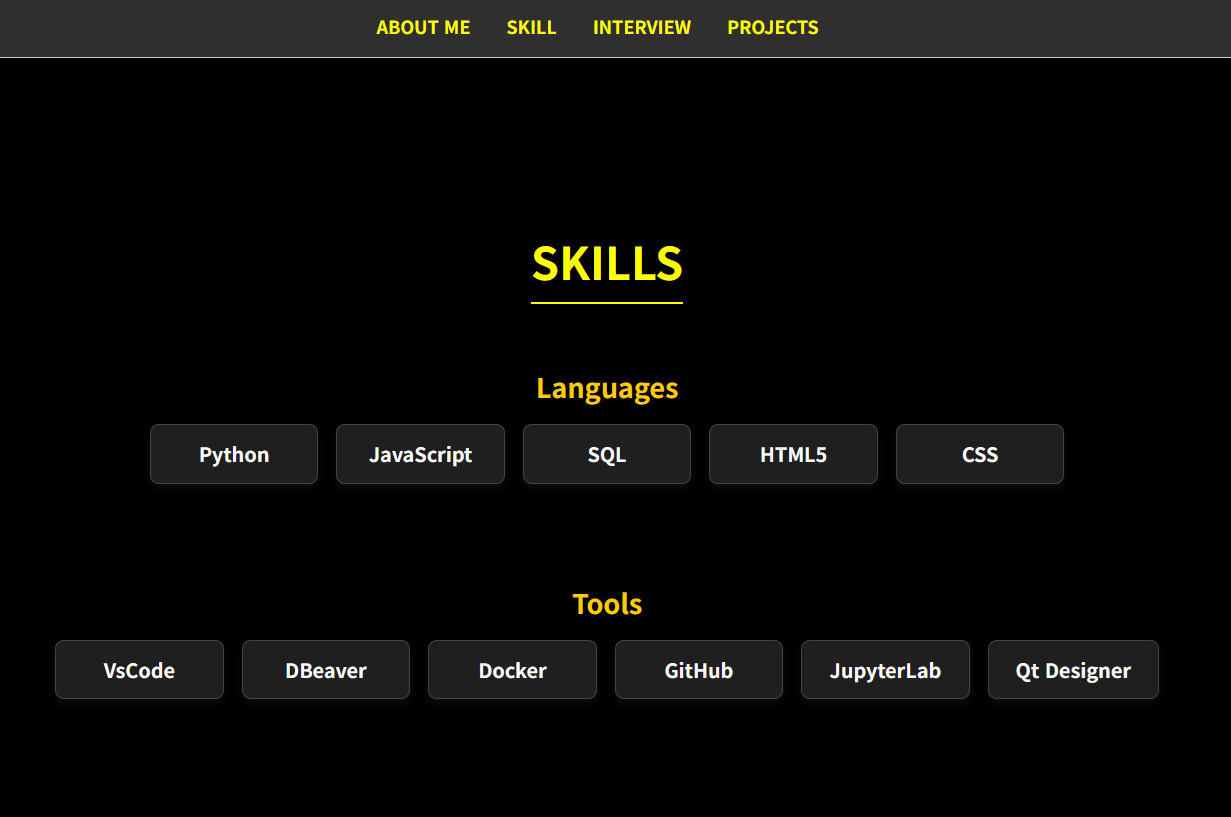 ABOUT ME SKILL INTERVIEW PROJECTS
SKILLS
Languages
Python JavaScript SQL HTML5 CSS
Tools
VsCode DBeaver Docker GitHub JupyterLab Qt Designer